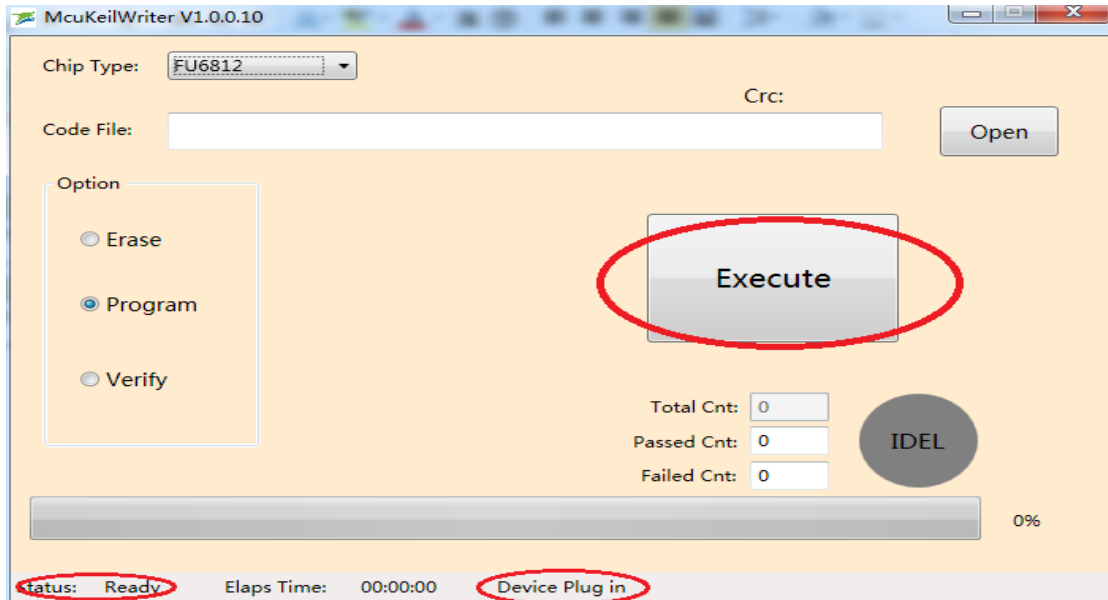 McuKeilWriter V1.0.0.10
Chip Type: FU6812
Crc:
Code File: Open
Option
Erase
Execute
Program
Verify
Total Cnt: 0
Passed Cnt: 0 IDEL
Failed Cnt: 0
0%
Status: Ready Elaps Time: 00:00:00 Device Plug in